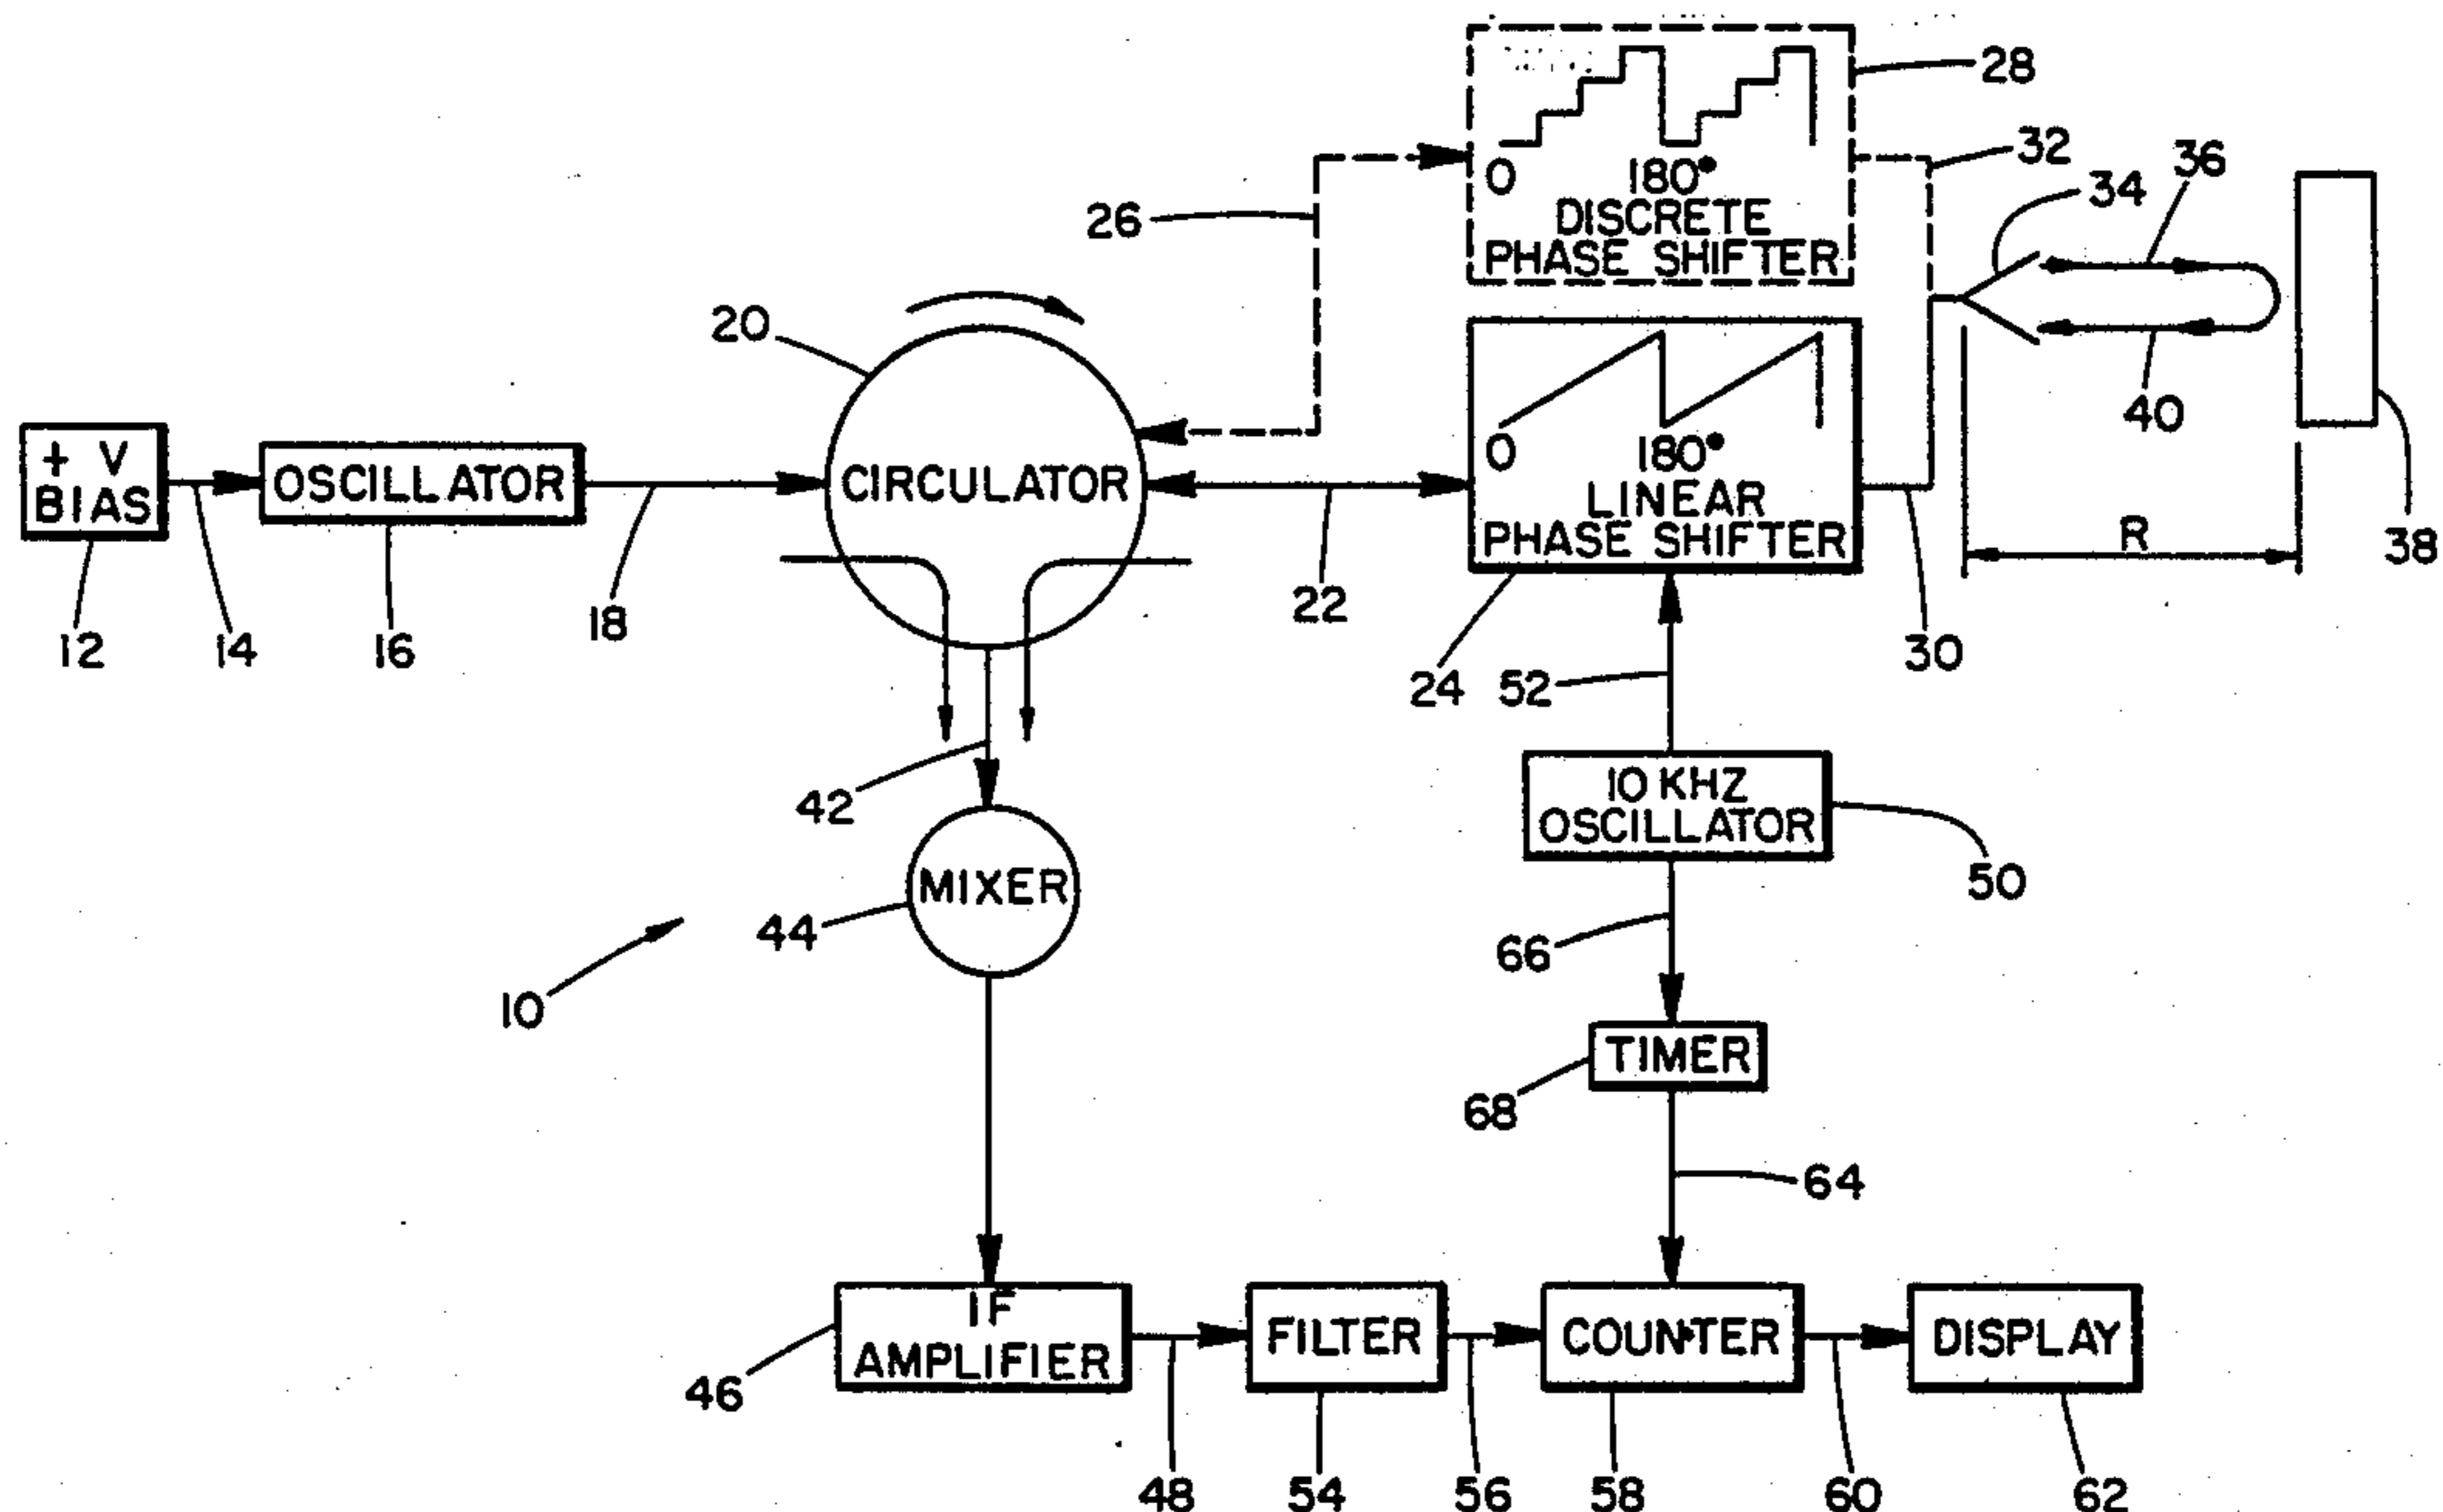 28
0 180°
DISCRETE
PHASE SHIFTER
32
36
34
26
20
+ V
BIAS
OSCILLATOR
CIRCULATOR
0 180°
LINEAR
PHASE SHIFTER
40
R
38
12
14
16
18
22
24
52
30
42
10 KHZ
OSCILLATOR
50
MIXER
44
66
10
TIMER
68
64
IF
AMPLIFIER
FILTER
COUNTER
DISPLAY
46
48
54
56
58
60
62